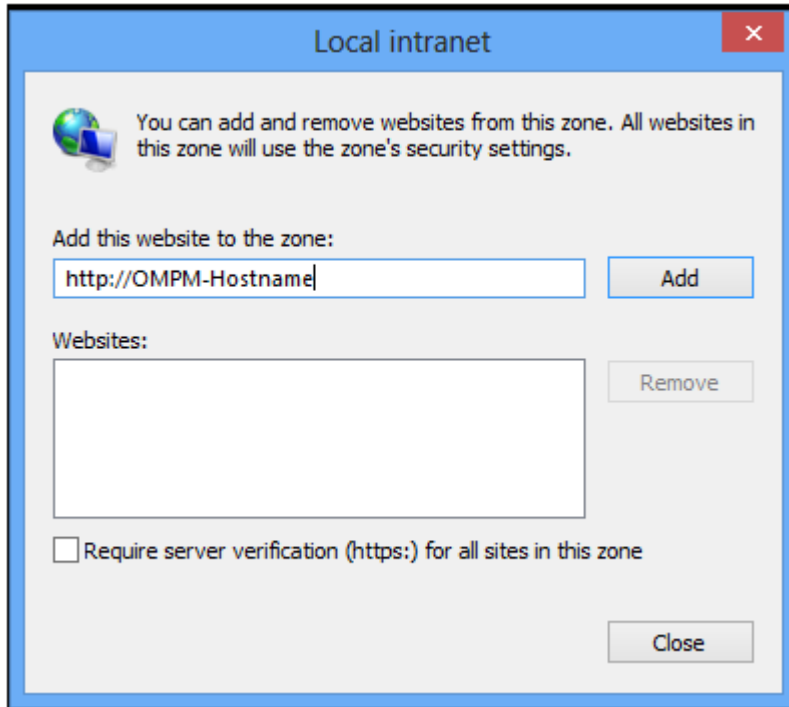 Local intranet
You can add and remove websites from this zone. All websites in
this zone will use the zone's security settings.
Add this website to the zone:
http://OMPM-Hostname
Add
Websites:
Remove
Require server verification (https:) for all sites in this zone
Close